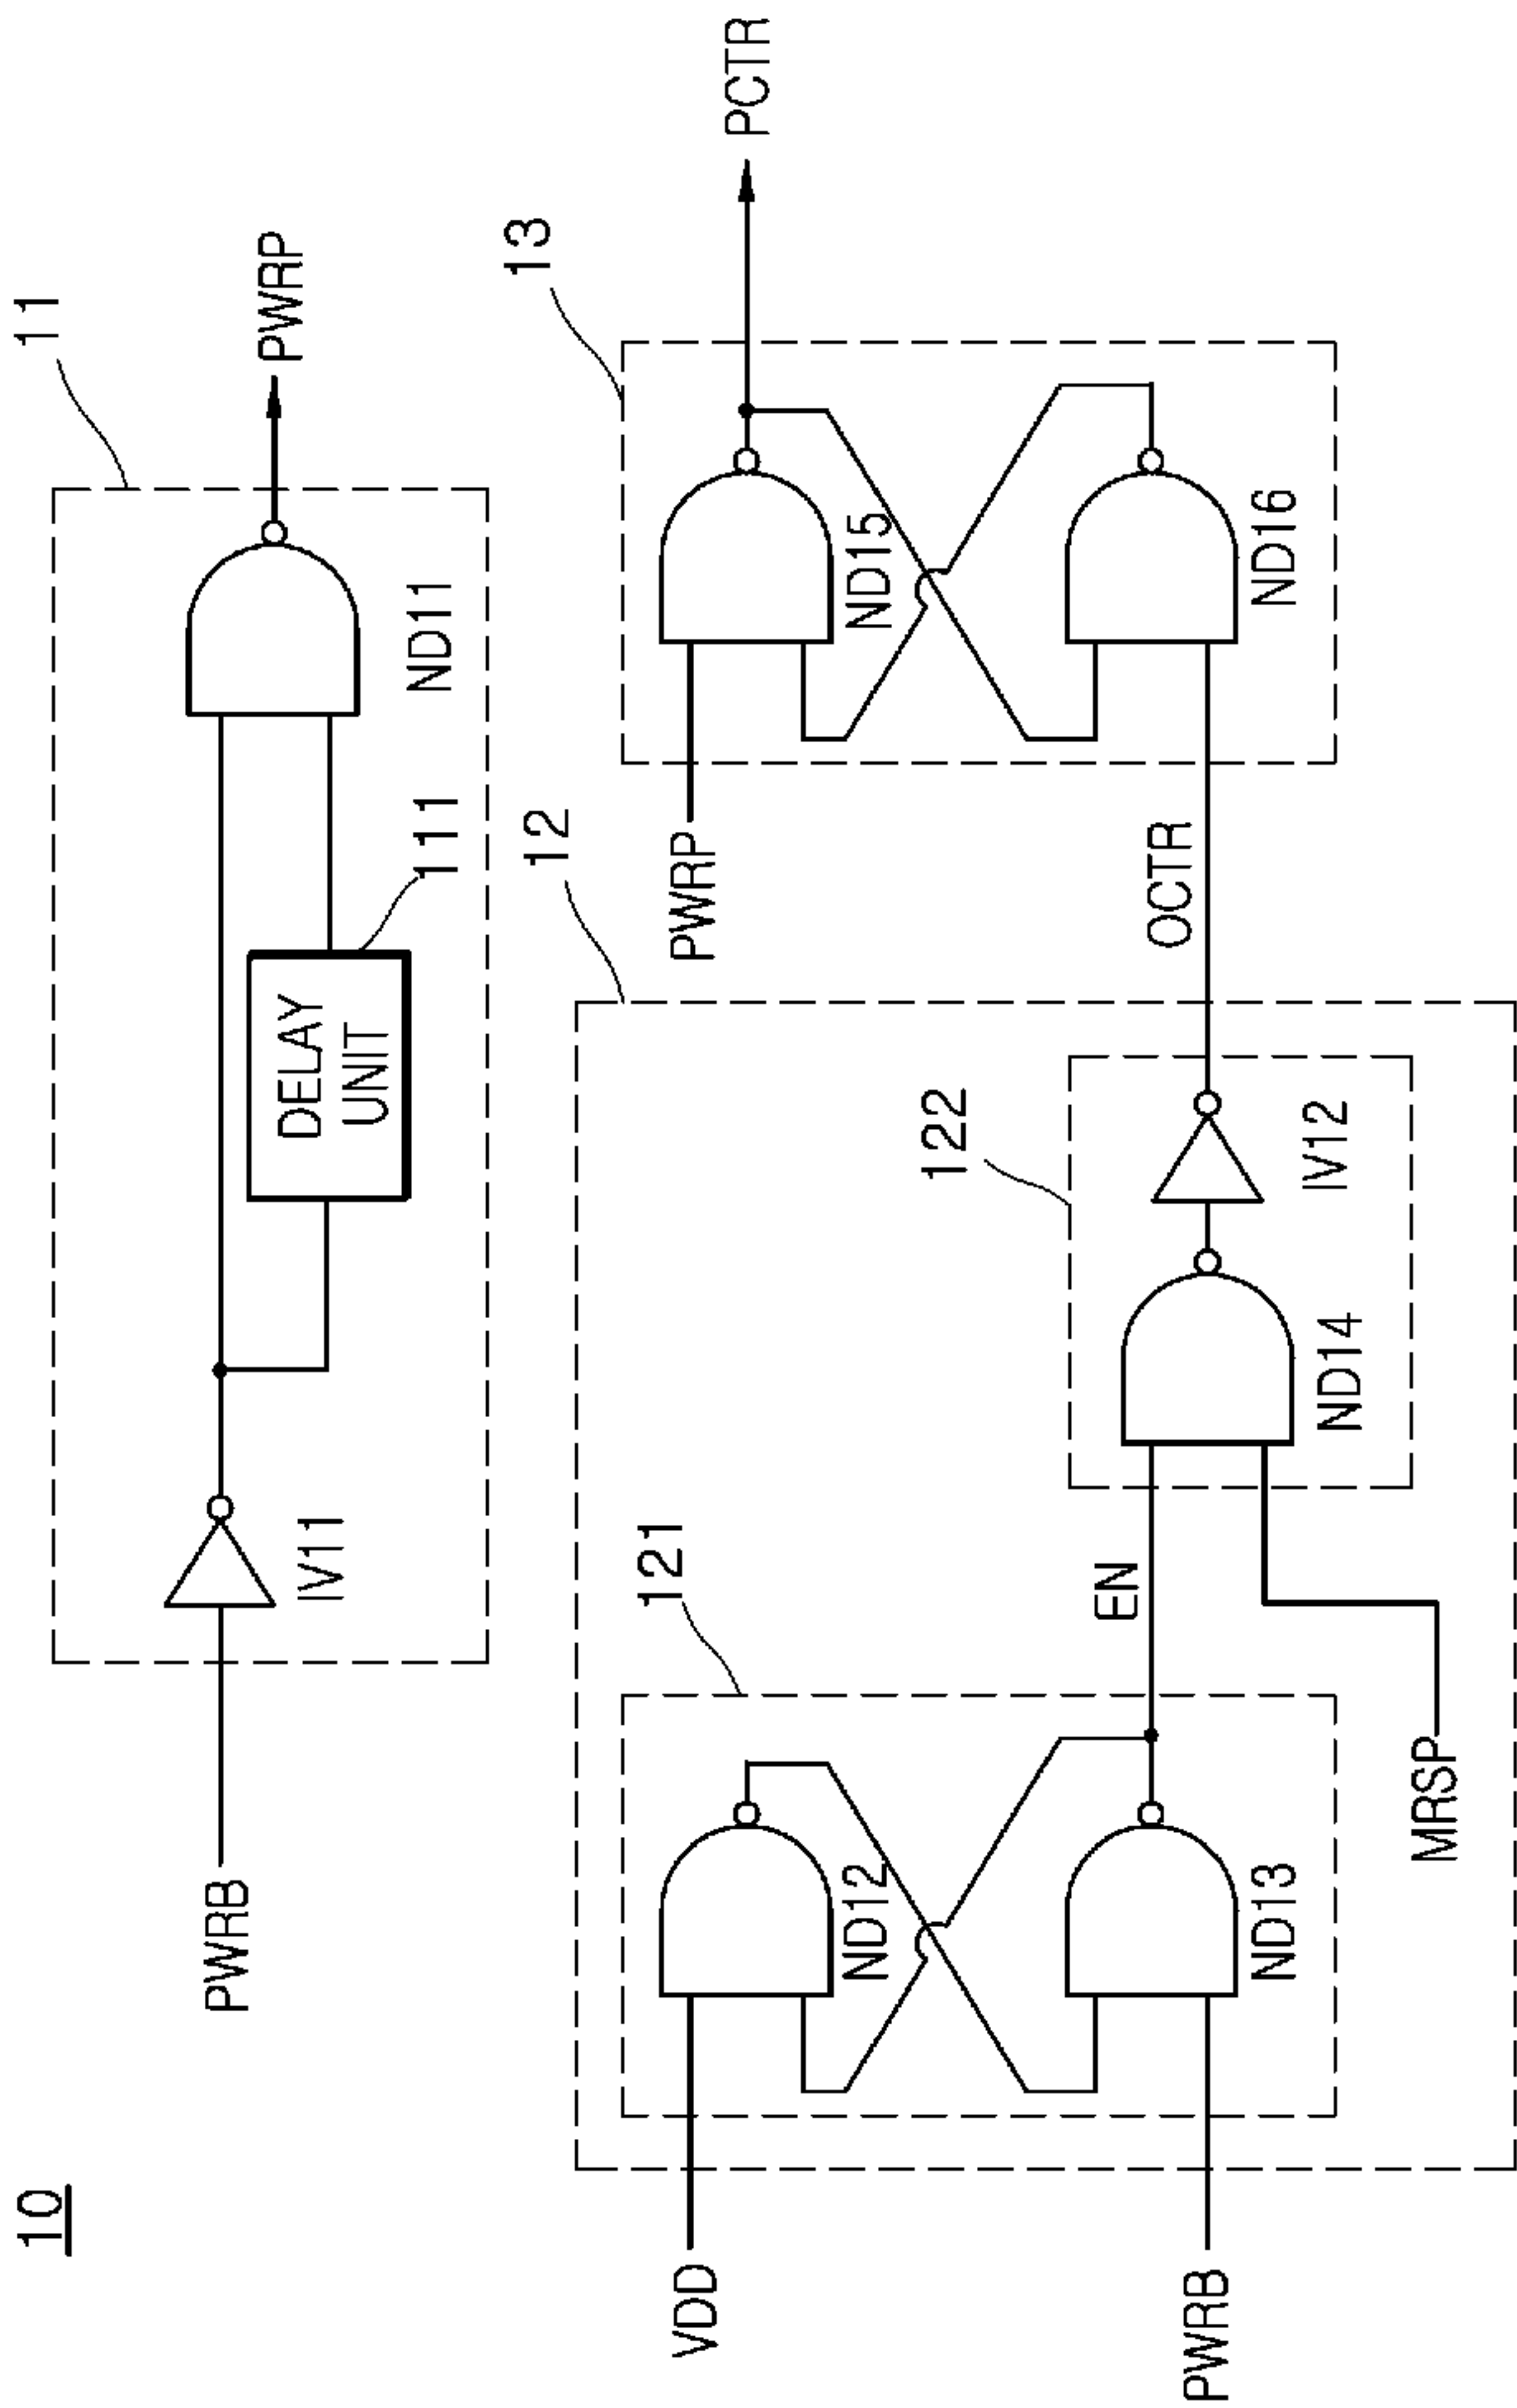 10
11
PWRB
IV11
DELAY
UNIT
111
ND11
PWRP
12
121
VDD
PWRB
ND12
ND13
EN
MRSP
122
ND14
IV12
OCTR
13
PWRP
ND15
ND16
PCTR